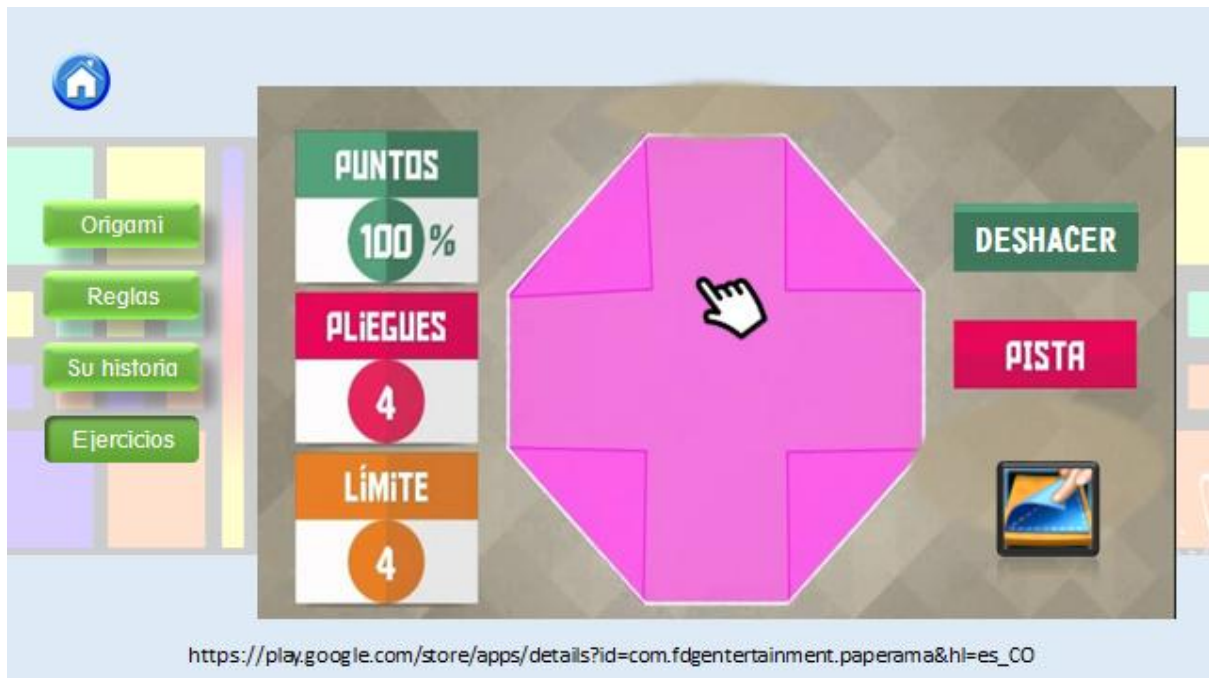 Origami
Reglas
Su historia
Ejercicios
PUNTOS
100 %
PLIEGUES
4
LÍMITE
4
DESHACER
PISTA
https://play.google.com/store/apps/details?id=com.fdgentertainment.paperama&hl=es_CO